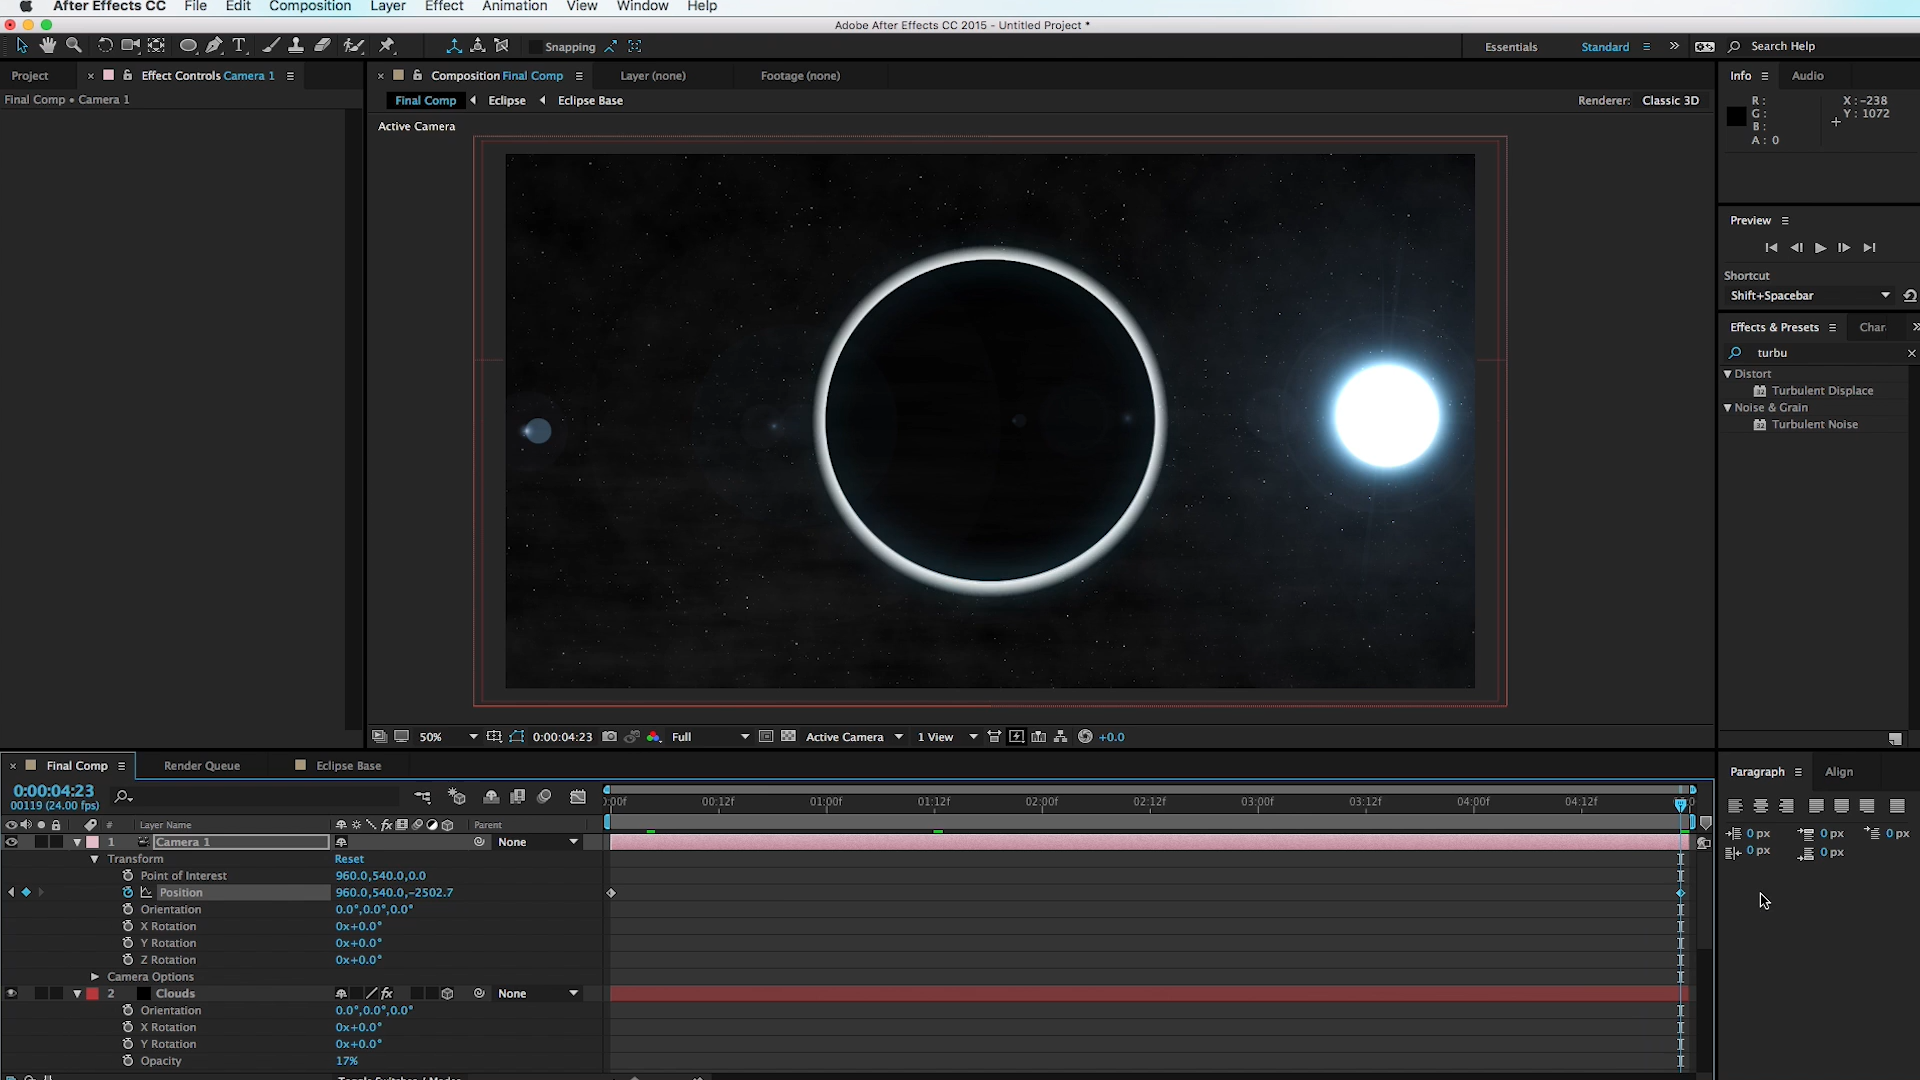 After Effects CC File Edit Composition Layer Effect Animation View Window Help
Adobe After Effects CC 2015 - Untitled Project *
Snapping Essentials Standard Search Help
Project Effect Controls Camera 1 Composition Final Comp Layer (none) Footage (none) Info Audio
Final Comp • Camera 1
Final Comp Eclipse Eclipse Base Renderer: Classic 3D
Active Camera
R:
G:
B:
A: 0
X: -238
Y: 1072
Preview
Shortcut
Shift+Spacebar
Effects & Presets Char
turbu
Distort
Turbulent Displace
Noise & Grain
Turbulent Noise
50% 0:00:04:23 Full Active Camera 1 View +0.0
Final Comp Render Queue Eclipse Base
Paragraph Align
0:00:04:23
00119 (24.00 fps)
:00f 00:12f 01:00f 01:12f 02:00f 02:12f 03:00f 03:12f 04:00f 04:12f
# Layer Name Parent
1 Camera 1 None
Transform Reset
Point of Interest 960.0,540.0,0.0
Position 960.0,540.0,-2502.7
Orientation 0.0°,0.0°,0.0°
X Rotation 0x+0.0°
Y Rotation 0x+0.0°
Z Rotation 0x+0.0°
Camera Options
2 Clouds None
Orientation 0.0°,0.0°,0.0°
X Rotation 0x+0.0°
Y Rotation 0x+0.0°
Opacity 17%
Toggle Switches / Modes
0 px 0 px 0 px
0 px 0 px